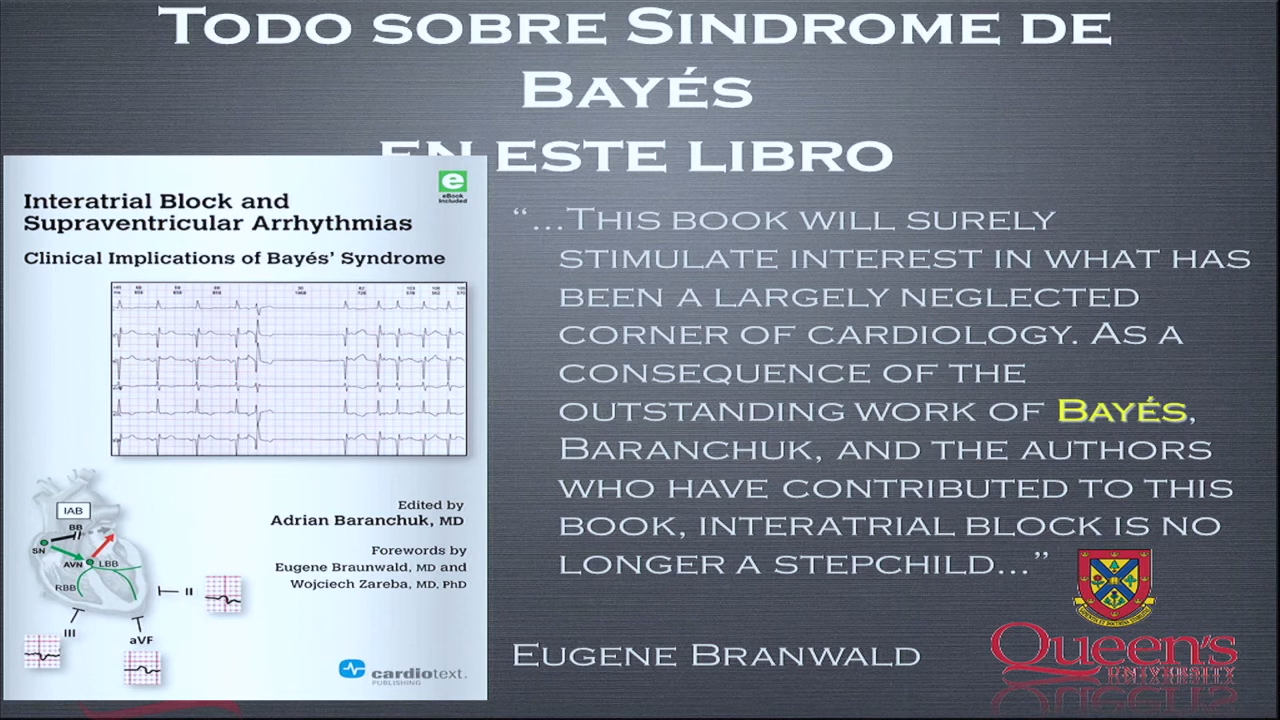 TODO SOBRE SINDROME DE
BAYÉS
EN ESTE LIBRO
Interatrial Block and
Supraventricular Arrhythmias
Clinical Implications of Bayés' Syndrome
e
eBook
Included
IAB
BB
SN
AVN
LBB
RBB
II
III
aVF
Edited by
Adrian Baranchuk, MD
Forewords by
Eugene Braunwald, MD and
Wojciech Zareba, MD, PhD
cardiotext.
PUBLISHING
“...THIS BOOK WILL SURELY
STIMULATE INTEREST IN WHAT HAS
BEEN A LARGELY NEGLECTED
CORNER OF CARDIOLOGY. AS A
CONSEQUENCE OF THE
OUTSTANDING WORK OF BAYÉS,
BARANCHUK, AND THE AUTHORS
WHO HAVE CONTRIBUTED TO THIS
BOOK, INTERATRIAL BLOCK IS NO
LONGER A STEPCHILD...”
EUGENE BRANWALD
Queen's
UNIVERSITY